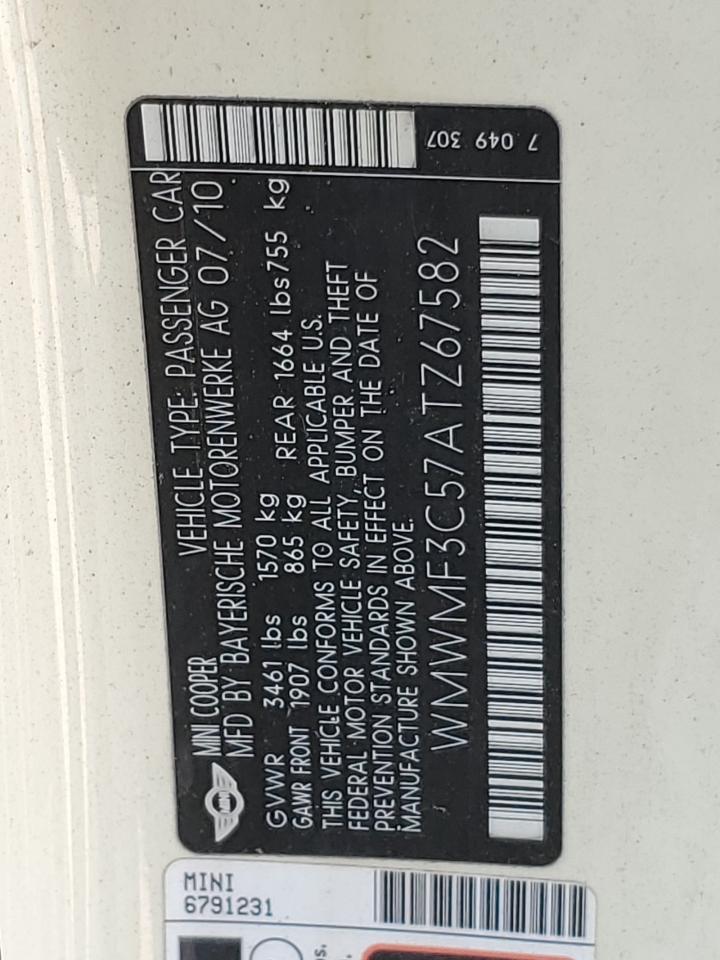 7 049 307
MINI COOPER VEHICLE TYPE: PASSENGER CAR
MFD BY BAYERISCHE MOTORENWERKE AG 07/10
GVWR 3461 lbs 1570 kg
GAWR FRONT 1907 lbs 865 kg REAR 1664 lbs 755 kg
THIS VEHICLE CONFORMS TO ALL APPLICABLE U.S.
FEDERAL MOTOR VEHICLE SAFETY, BUMPER AND THEFT
PREVENTION STANDARDS IN EFFECT ON THE DATE OF
MANUFACTURE SHOWN ABOVE.
WMWMF3C57ATZ67582
MINI
6791231